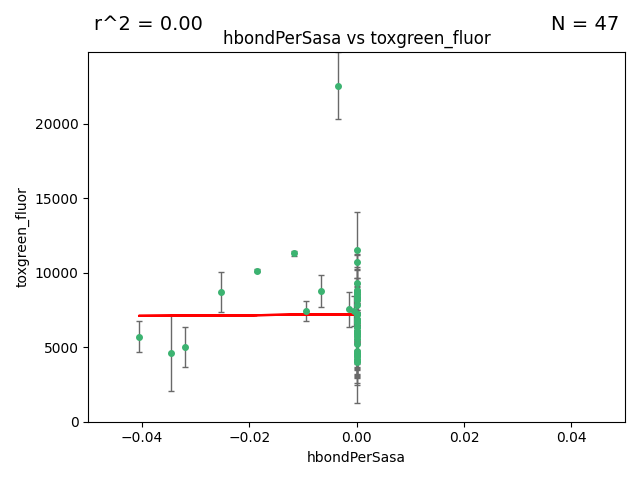 r^2 = 0.00
N = 47
hbondPerSasa vs toxgreen_fluor
20000
15000
10000
5000
0
toxgreen_fluor
−0.04
−0.02
0.00
0.02
0.04
hbondPerSasa